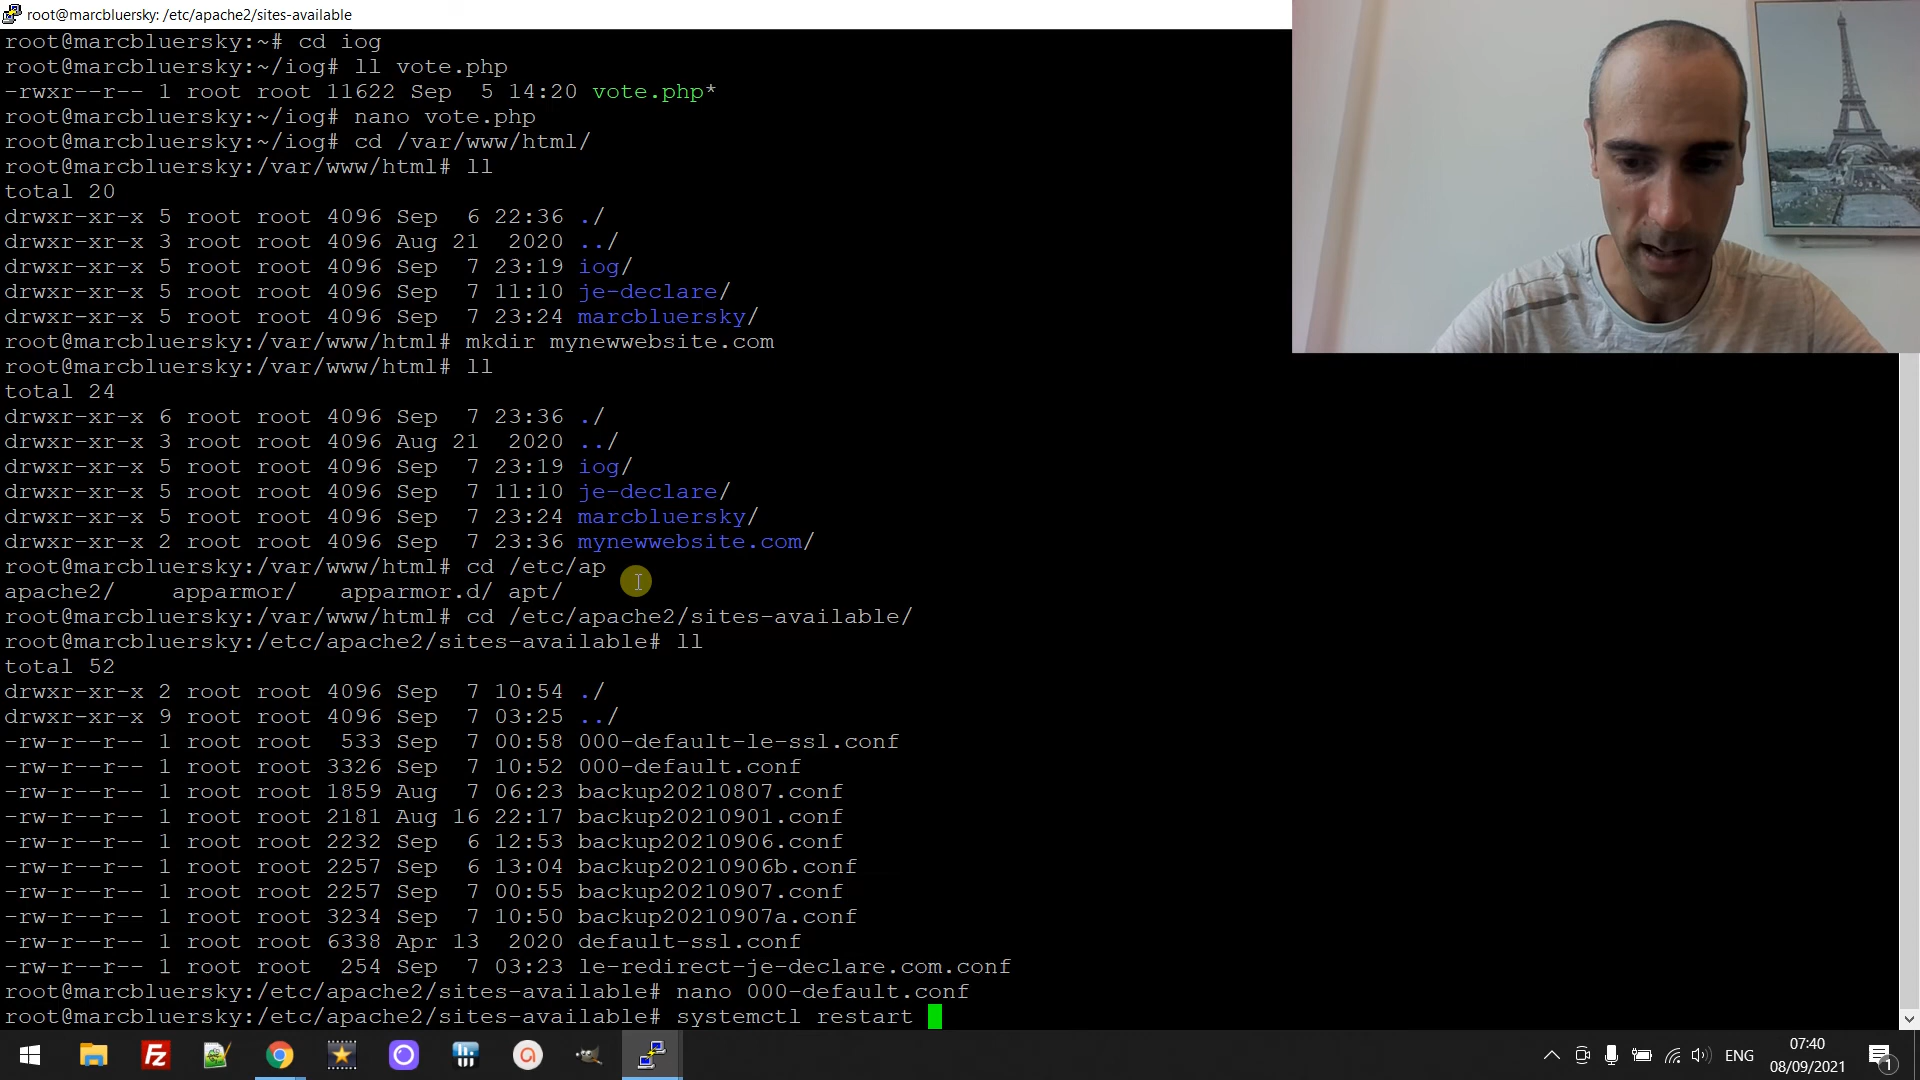 root@marcbluersky: /etc/apache2/sites-available
root@marcbluersky:~# cd iog
root@marcbluersky:~/iog# ll vote.php
-rwxr--r-- 1 root root 11622 Sep  5 14:20 vote.php*
root@marcbluersky:~/iog# nano vote.php
root@marcbluersky:~/iog# cd /var/www/html/
root@marcbluersky:/var/www/html# ll
total 20
drwxr-xr-x 5 root root 4096 Sep  6 22:36 ./
drwxr-xr-x 3 root root 4096 Aug 21  2020 ../
drwxr-xr-x 5 root root 4096 Sep  7 23:19 iog/
drwxr-xr-x 5 root root 4096 Sep  7 11:10 je-declare/
drwxr-xr-x 5 root root 4096 Sep  7 23:24 marcbluersky/
root@marcbluersky:/var/www/html# mkdir mynewwebsite.com
root@marcbluersky:/var/www/html# ll
total 24
drwxr-xr-x 6 root root 4096 Sep  7 23:36 ./
drwxr-xr-x 3 root root 4096 Aug 21  2020 ../
drwxr-xr-x 5 root root 4096 Sep  7 23:19 iog/
drwxr-xr-x 5 root root 4096 Sep  7 11:10 je-declare/
drwxr-xr-x 5 root root 4096 Sep  7 23:24 marcbluersky/
drwxr-xr-x 2 root root 4096 Sep  7 23:36 mynewwebsite.com/
root@marcbluersky:/var/www/html# cd /etc/ap
apache2/    apparmor/   apparmor.d/ apt/
root@marcbluersky:/var/www/html# cd /etc/apache2/sites-available/
root@marcbluersky:/etc/apache2/sites-available# ll
total 52
drwxr-xr-x 2 root root 4096 Sep  7 10:54 ./
drwxr-xr-x 9 root root 4096 Sep  7 03:25 ../
-rw-r--r-- 1 root root  533 Sep  7 00:58 000-default-le-ssl.conf
-rw-r--r-- 1 root root 3326 Sep  7 10:52 000-default.conf
-rw-r--r-- 1 root root 1859 Aug  7 06:23 backup20210807.conf
-rw-r--r-- 1 root root 2181 Aug 16 22:17 backup20210901.conf
-rw-r--r-- 1 root root 2232 Sep  6 12:53 backup20210906.conf
-rw-r--r-- 1 root root 2257 Sep  6 13:04 backup20210906b.conf
-rw-r--r-- 1 root root 2257 Sep  7 00:55 backup20210907.conf
-rw-r--r-- 1 root root 3234 Sep  7 10:50 backup20210907a.conf
-rw-r--r-- 1 root root 6338 Apr 13  2020 default-ssl.conf
-rw-r--r-- 1 root root  254 Sep  7 03:23 le-redirect-je-declare.com.conf
root@marcbluersky:/etc/apache2/sites-available# nano 000-default.conf
root@marcbluersky:/etc/apache2/sites-available# systemctl restart
ENG
07:40
08/09/2021
1